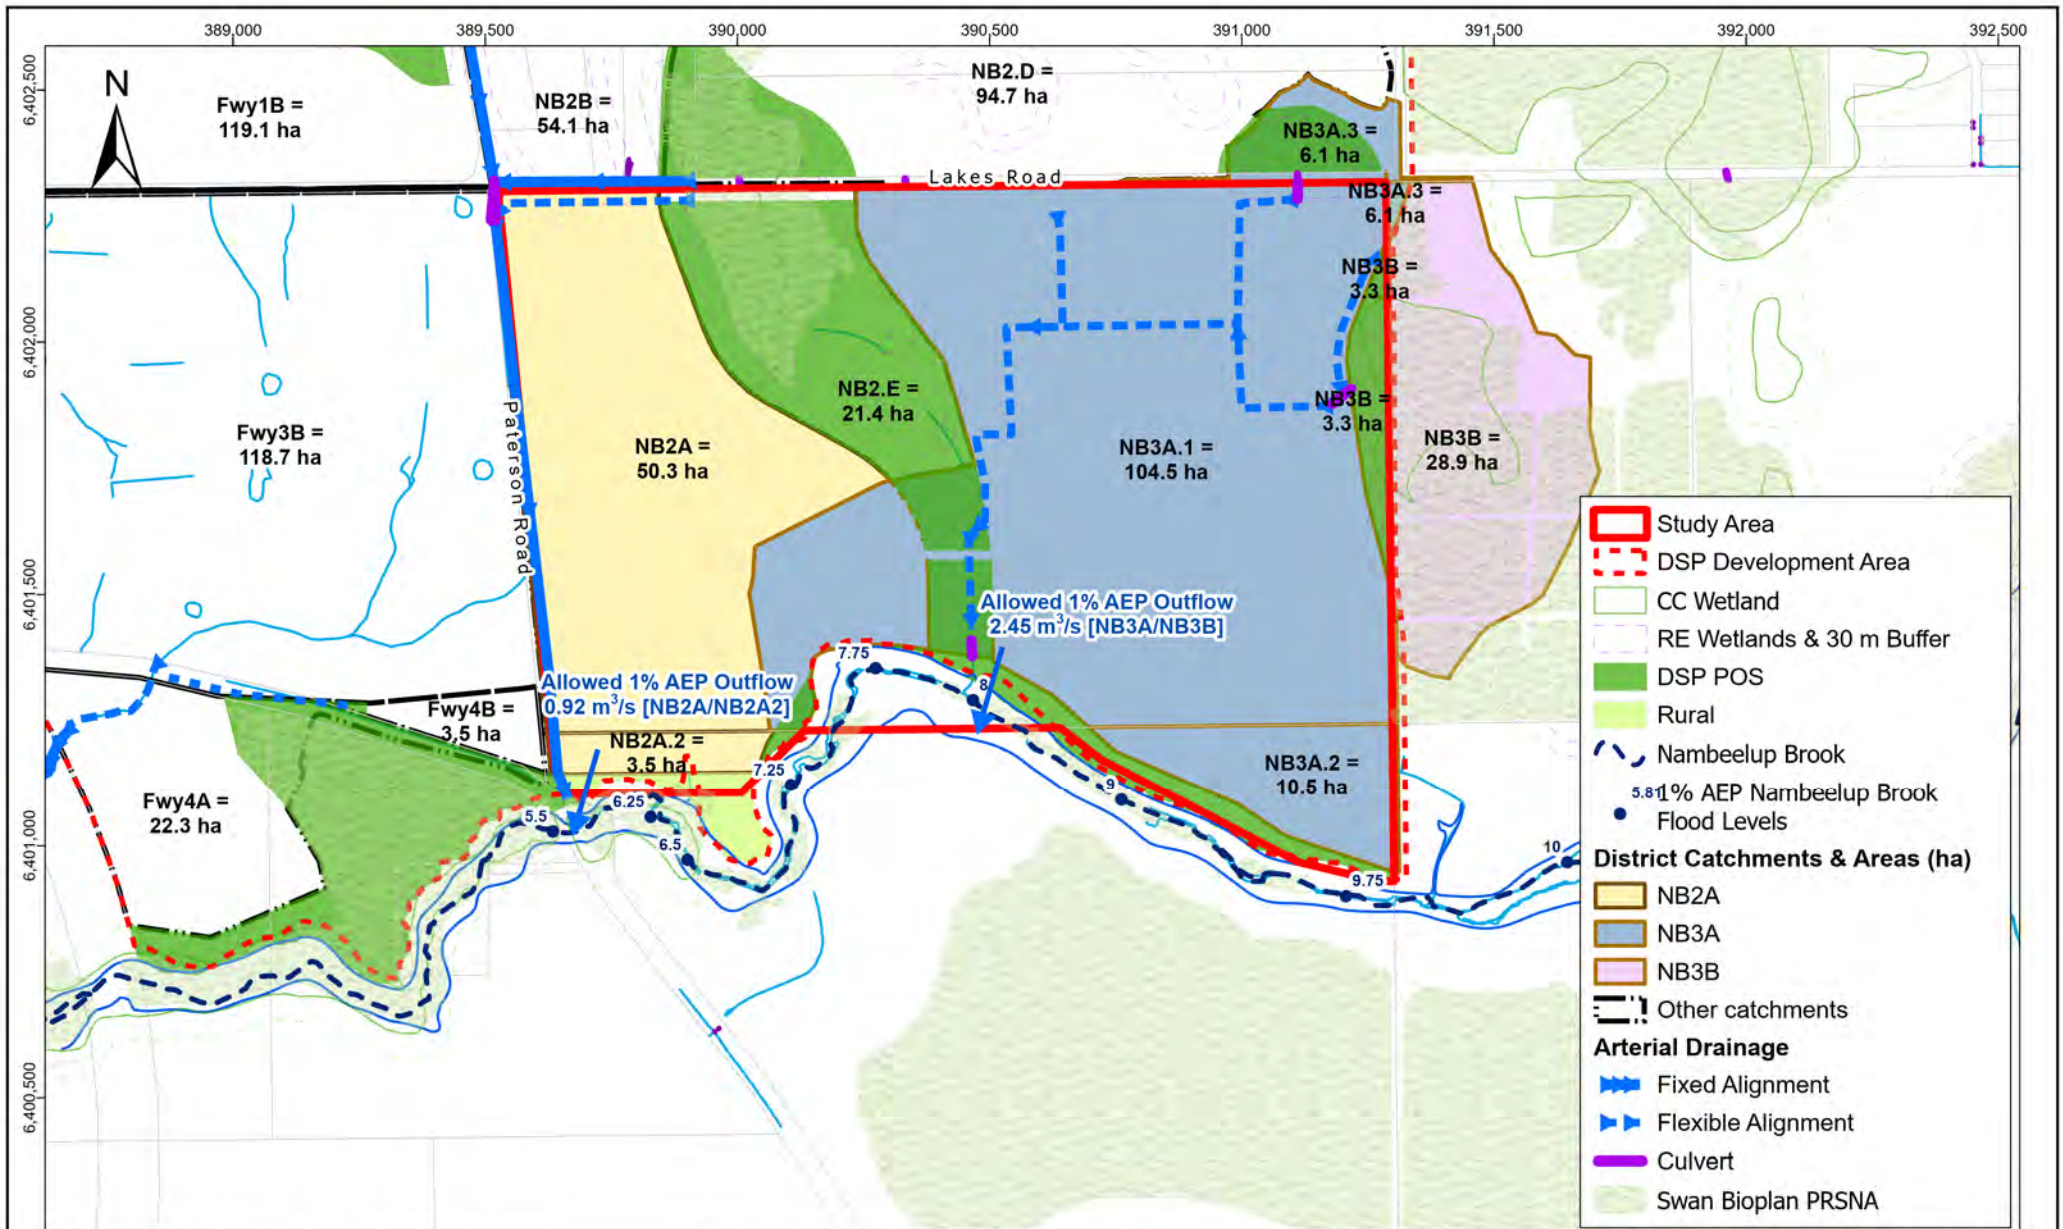 389,000
389,500
390,000
390,500
391,000
391,500
392,000
392,500
6,402,500
6,402,000
6,401,500
6,401,000
6,400,500
N
Fwy1B =
119.1 ha
NB2B =
54.1 ha
NB2.D =
94.7 ha
NB3A.3 =
6.1 ha
Lakes Road
NB3A.3 =
6.1 ha
NB3B =
3.3 ha
NB2.E =
21.4 ha
NB3B =
3.3 ha
Paterson Road
Fwy3B =
118.7 ha
NB2A =
50.3 ha
NB3A.1 =
104.5 ha
NB3B =
28.9 ha
Allowed 1% AEP Outflow
2.45 m³/s [NB3A/NB3B]
7.75
8
Allowed 1% AEP Outflow
0.92 m³/s [NB2A/NB2A2]
Fwy4B =
3.5 ha
NB2A.2 =
3.5 ha
7.25
NB3A.2 =
10.5 ha
9
Fwy4A =
22.3 ha
6.25
5.5
6.5
9.75
10
Study Area
DSP Development Area
CC Wetland
RE Wetlands & 30 m Buffer
DSP POS
Rural
Nambeelup Brook
5.81
1% AEP Nambeelup Brook
Flood Levels
District Catchments & Areas (ha)
NB2A
NB3A
NB3B
Other catchments
Arterial Drainage
Fixed Alignment
Flexible Alignment
Culvert
Swan Bioplan PRSNA